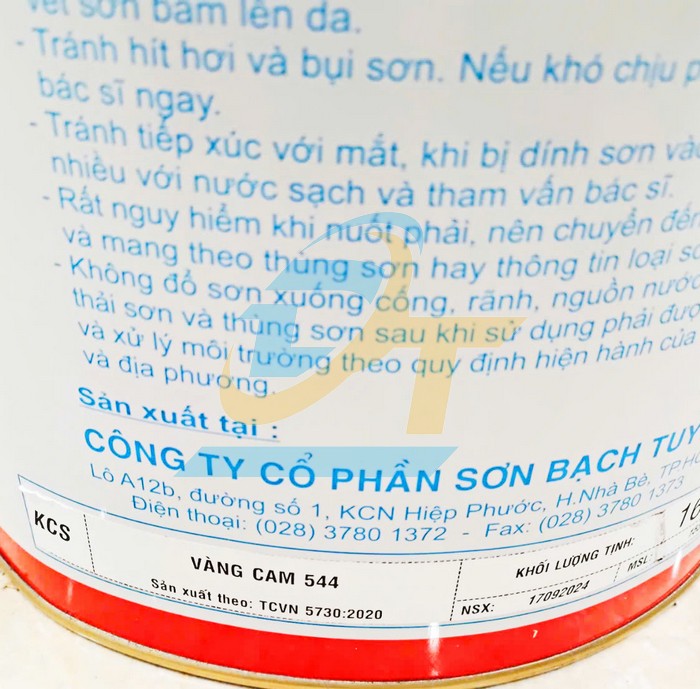 vết sơn bám lên da.
- Tránh hít hơi và bụi sơn. Nếu khó chịu
bác sĩ ngay.
- Tránh tiếp xúc với mắt, khi bị dính sơn vào
nhiều với nước sạch và tham vấn bác sĩ.
- Rất nguy hiểm khi nuốt phải, nên chuyển đến
và mang theo thùng sơn hay thông tin loại
- Không đổ sơn xuống cống, rãnh, nguồn nước
thải sơn và thùng sơn sau khi sử dụng phải
và xử lý môi trường theo quy định hiện hành của
và địa phương.
Sản xuất tại :
CÔNG TY CỔ PHẦN SƠN BẠCH TUY
Lô A12b, đường số 1, KCN Hiệp Phước, H.Nhà Bè, TP.HC
Điện thoại: (028) 3780 1372 - Fax: (028) 3780 1373
KCS
VÀNG CAM 544
Sản xuất theo: TCVN 5730:2020
KHỐI LƯỢNG TỊNH: 16
NSX: 17092024 MSL:
ĐT